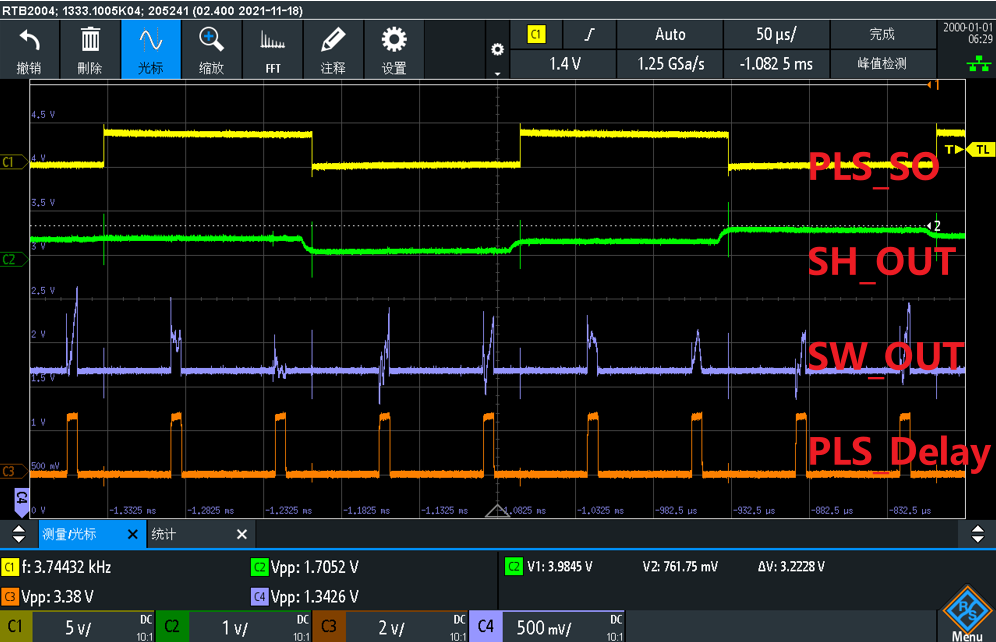 RTB2004; 1333.1005K04; 205241 (02.400 2021-11-18)
撤销
刪除
光标
缩放
FFT
注释
设置
C1
Auto
50 µs/
完成
1.4 V
1.25 GSa/s
-1.082 5 ms
峰值检测
2000-01-01
06:29
1
4.5 V
C1
4 V
T
TL
PLS_SO
3.5 V
2
3 V
C2
SH_OUT
2.5 V
2 V
SW_OUT
1.5 V
1 V
PLS_Delay
C3
500 mV
C4
0 V
-1.3325 ms
-1.2825 ms
-1.2325 ms
-1.1825 ms
-1.1325 ms
-1.0825 ms
-1.0325 ms
-982.5 µs
-932.5 µs
-882.5 µs
-832.5 µs
测量/光标
统计
C1 f: 3.74432 kHz
C2 Vpp: 1.7052 V
C2 V1: 3.9845 V
V2: 761.75 mV
ΔV: 3.2228 V
C3 Vpp: 3.38 V
C4 Vpp: 1.3426 V
C1
5 V/
DC
10:1
C2
1 V/
DC
10:1
C3
2 V/
DC
10:1
C4
500 mV/
DC
10:1
R&S
Menu